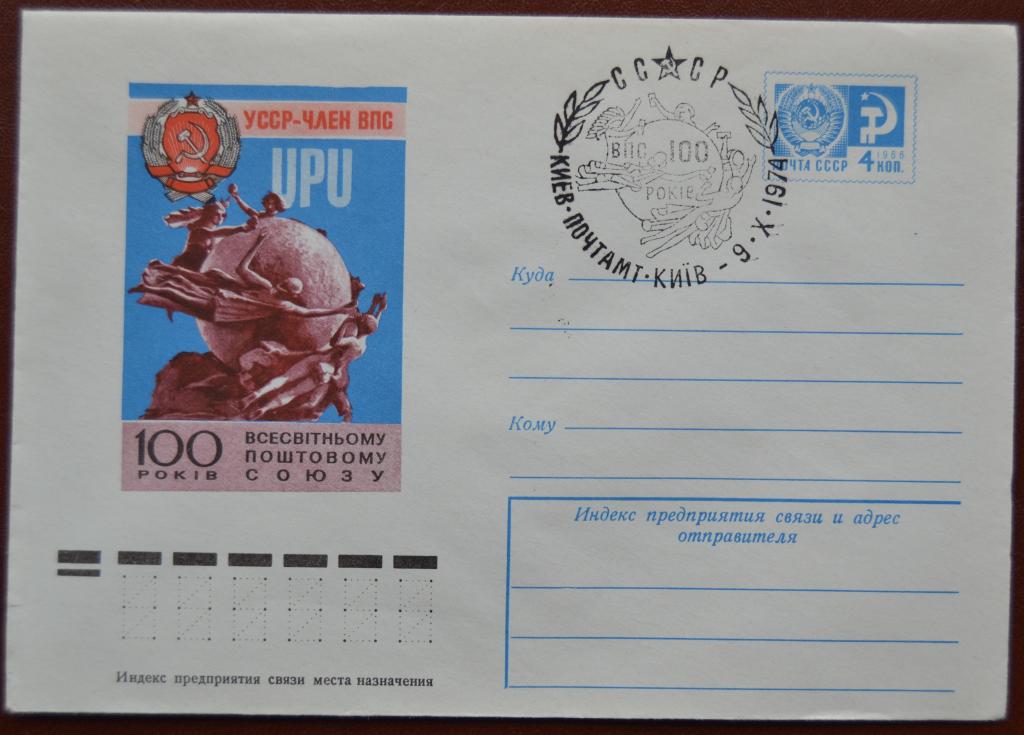 УССР-ЧЛЕН ВПС
UPU
100 РОКІВ
ВСЕСВІТНЬОМУ
ПОШТОВОМУ
СОЮЗУ
СССР
ВПС 100
РОКІВ
КИЕВ·ПОЧТАМТ·КИЇВ - 9·X·1974
ПОЧТА СССР
1966
4 КОП.
Куда
Кому
Индекс предприятия связи и адрес
отправителя
Индекс предприятия связи места назначения